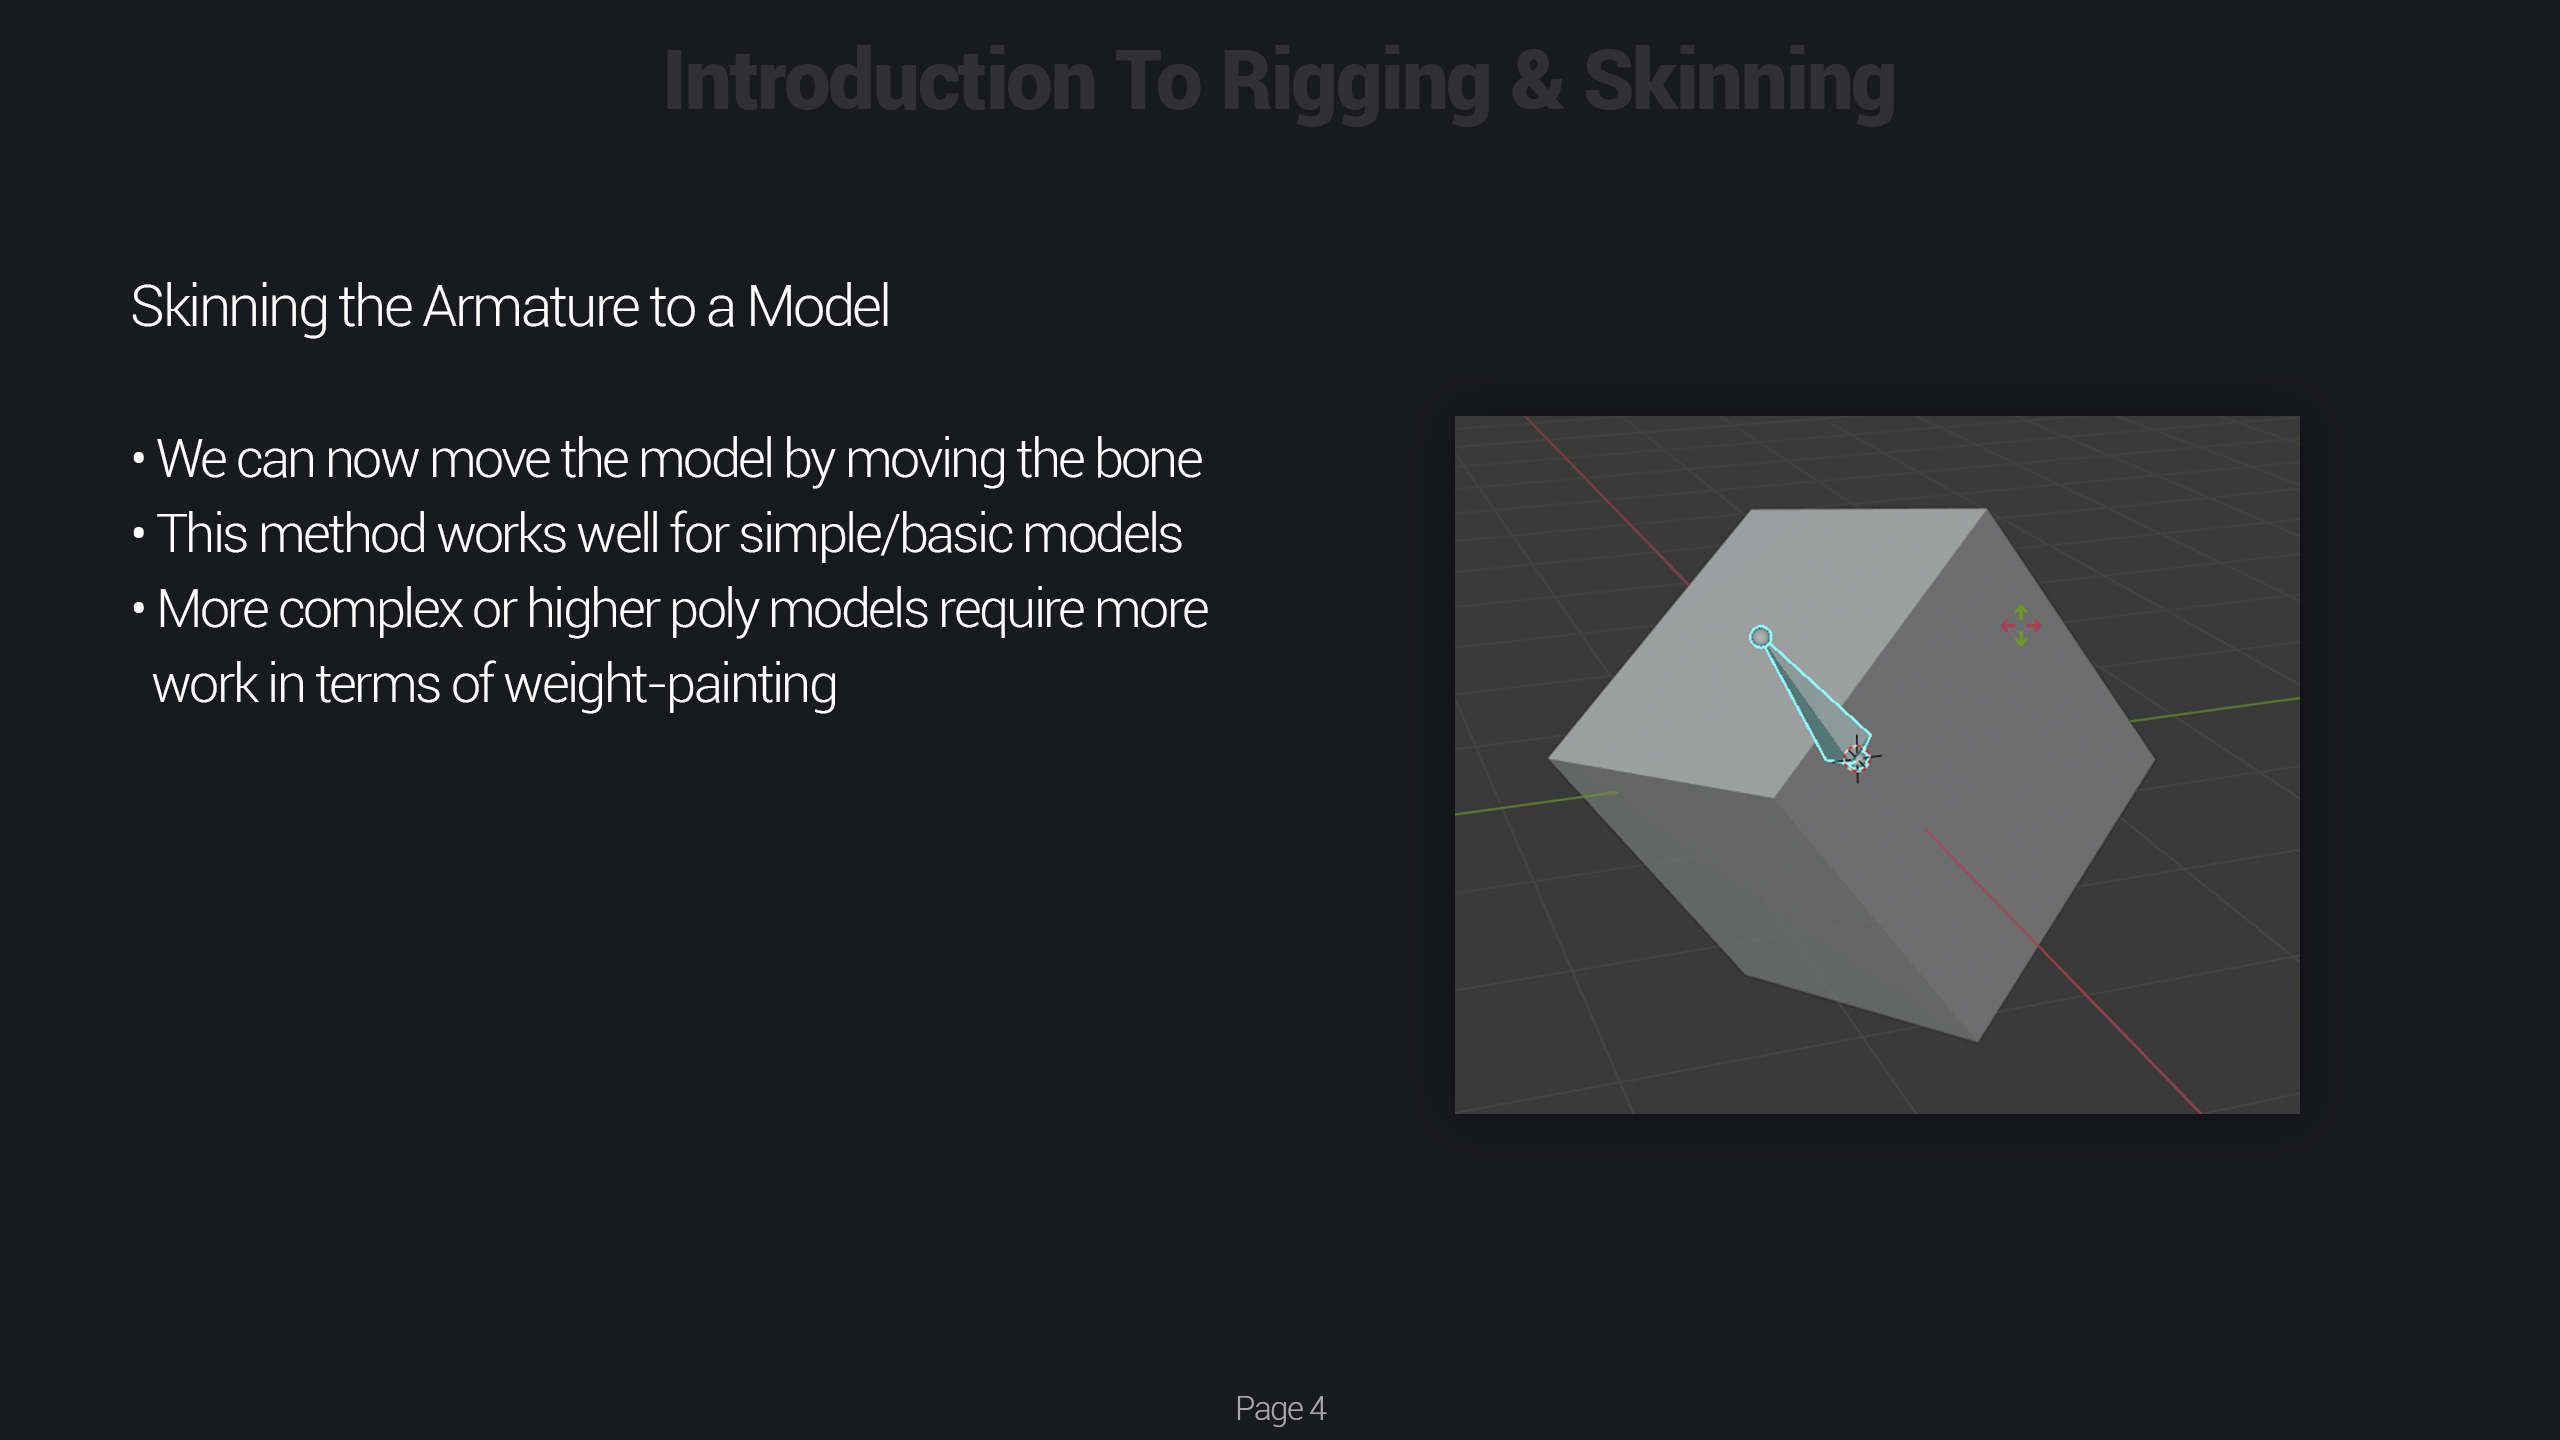 Introduction To Rigging & Skinning
Skinning the Armature to a Model
• We can now move the model by moving the bone
• This method works well for simple/basic models
• More complex or higher poly models require more
work in terms of weight-painting
Page 4